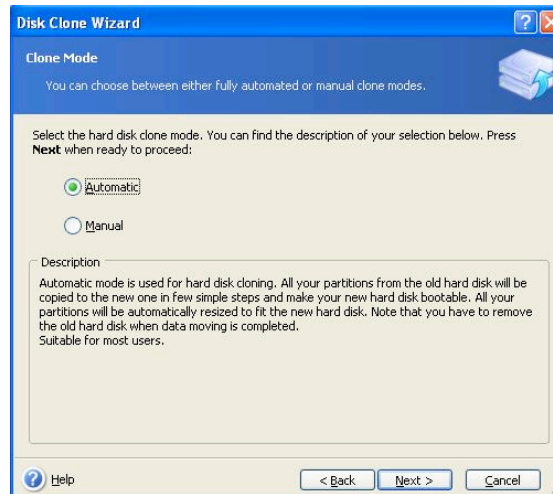 Disk Clone Wizard
Clone Mode
You can choose between either fully automated or manual clone modes.
Select the hard disk clone mode. You can find the description of your selection below. Press
Next when ready to proceed:
Automatic
Manual
Description
Automatic mode is used for hard disk cloning. All your partitions from the old hard disk will be
copied to the new one in few simple steps and make your new hard disk bootable. All your
partitions will be automatically resized to fit the new hard disk. Note that you have to remove
the old hard disk when data moving is completed.
Suitable for most users.
Help
< Back
Next >
Cancel